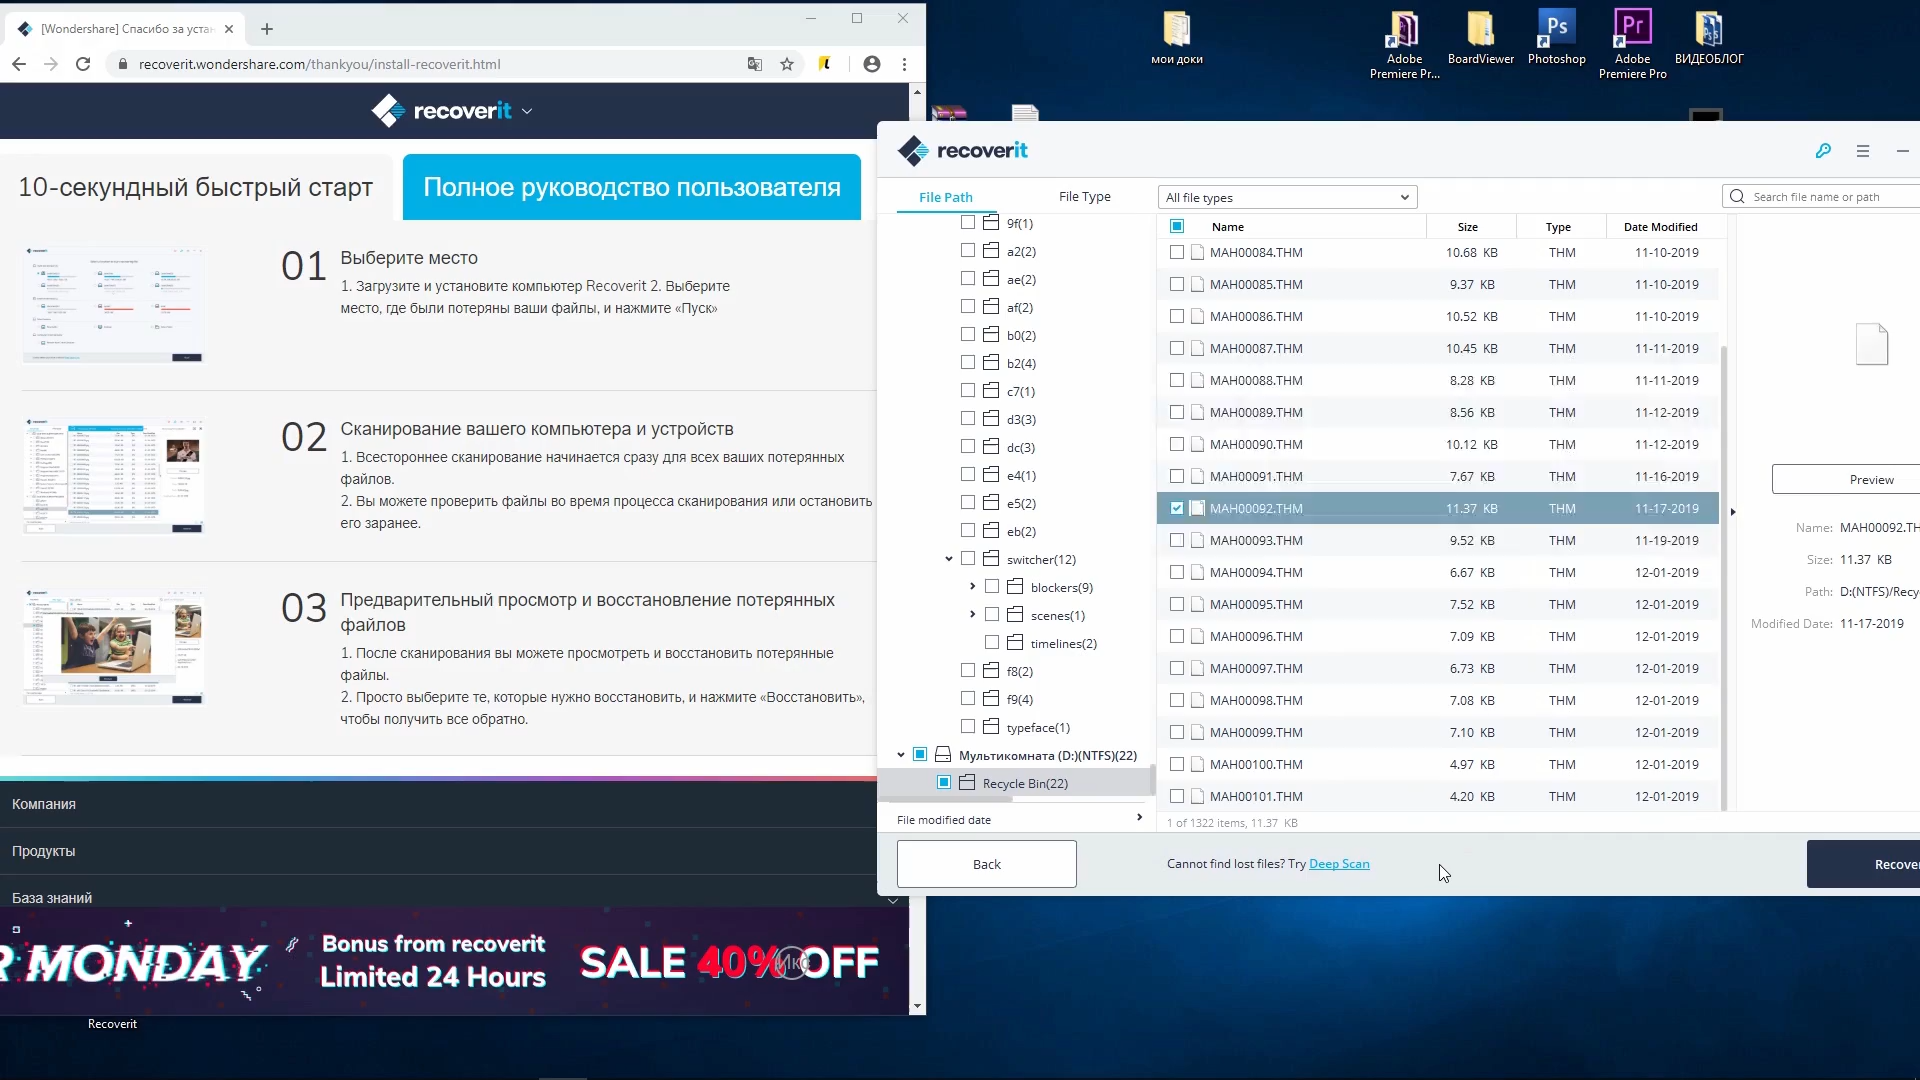 [Wondershare] Спасибо за уста
recoverit.wondershare.com/thankyou/install-recoverit.html
recoverit
10-секундный быстрый старт
Полное руководство пользователя
01
Выберите место
1. Загрузите и установите компьютер Recoverit 2. Выберите
место, где были потеряны ваши файлы, и нажмите «Пуск»
02
Сканирование вашего компьютера и устройств
1. Всестороннее сканирование начинается сразу для всех ваших потерянных
файлов.
2. Вы можете проверить файлы во время процесса сканирования или остановить
его заранее.
03
Предварительный просмотр и восстановление потерянных
файлов
1. После сканирования вы можете просмотреть и восстановить потерянные
файлы.
2. Просто выберите те, которые нужно восстановить, и нажмите «Восстановить»,
чтобы получить все обратно.
Компания
Продукты
База знаний
R MONDAY
Bonus from recoverit
Limited 24 Hours
SALE 40% OFF
Recoverit
мои доки
Adobe
Premiere Pr...
BoardViewer
Ps
Photoshop
Pr
Adobe
Premiere Pro
ВИДЕОБЛОГ
recoverit
File Path
File Type
All file types
Search file name or path
9f(1)
a2(2)
ae(2)
af(2)
b0(2)
b2(4)
c7(1)
d3(3)
dc(3)
e4(1)
e5(2)
eb(2)
switcher(12)
blockers(9)
scenes(1)
timelines(2)
f8(2)
f9(4)
typeface(1)
Мультикомната (D:)(NTFS)(22)
Recycle Bin(22)
File modified date
Name Size Type Date Modified
MAH00084.THM 10.68 KB THM 11-10-2019
MAH00085.THM 9.37 KB THM 11-10-2019
MAH00086.THM 10.52 KB THM 11-10-2019
MAH00087.THM 10.45 KB THM 11-11-2019
MAH00088.THM 8.28 KB THM 11-11-2019
MAH00089.THM 8.56 KB THM 11-12-2019
MAH00090.THM 10.12 KB THM 11-12-2019
MAH00091.THM 7.67 KB THM 11-16-2019
MAH00092.THM 11.37 KB THM 11-17-2019
MAH00093.THM 9.52 KB THM 11-19-2019
MAH00094.THM 6.67 KB THM 12-01-2019
MAH00095.THM 7.52 KB THM 12-01-2019
MAH00096.THM 7.09 KB THM 12-01-2019
MAH00097.THM 6.73 KB THM 12-01-2019
MAH00098.THM 7.08 KB THM 12-01-2019
MAH00099.THM 7.10 KB THM 12-01-2019
MAH00100.THM 4.97 KB THM 12-01-2019
MAH00101.THM 4.20 KB THM 12-01-2019
1 of 1322 items, 11.37 KB
Preview
Name: MAH00092.TH
Size: 11.37 KB
Path: D:(NTFS)/Recy
Modified Date: 11-17-2019
Back
Cannot find lost files? Try Deep Scan
Recover